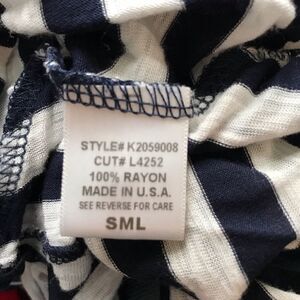 STYLE# K2059008
CUT# L4252
100% RAYON
MADE IN U.S.A.
SEE REVERSE FOR CARE
SML